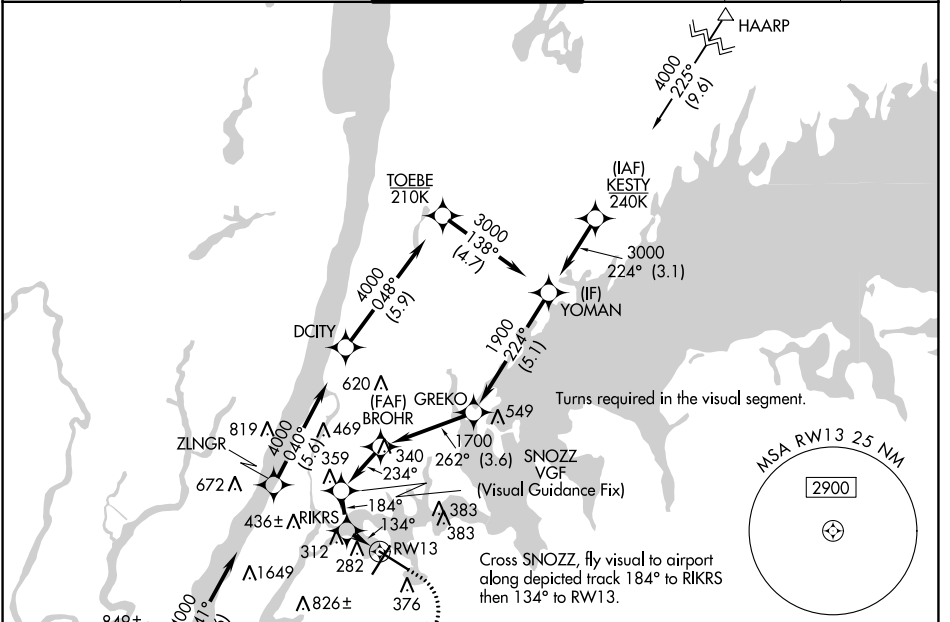 HAARP
4000
225°
(9.6)
(IAF)
KESTY
240K
TOEBE
210K
3000
138°
(4.7)
3000
224° (3.1)
(IF)
YOMAN
4000
048°
(5.9)
DCITY
1900
224°
(5.1)
620
(FAF)
BROHR
GREKO
549
Turns required in the visual segment.
819
469
ZLNGR
4000
040°
(5.6)
359
340
234°
1700
262° (3.6)
SNOZZ
VGF
(Visual Guidance Fix)
672
184°
436±
RIKRS
134°
383
383
312
282
RW13
MSA RW13 25 NM
2900
Cross SNOZZ, fly visual to airport
along depicted track 184° to RIKRS
then 134° to RW13.
1649
376
826±